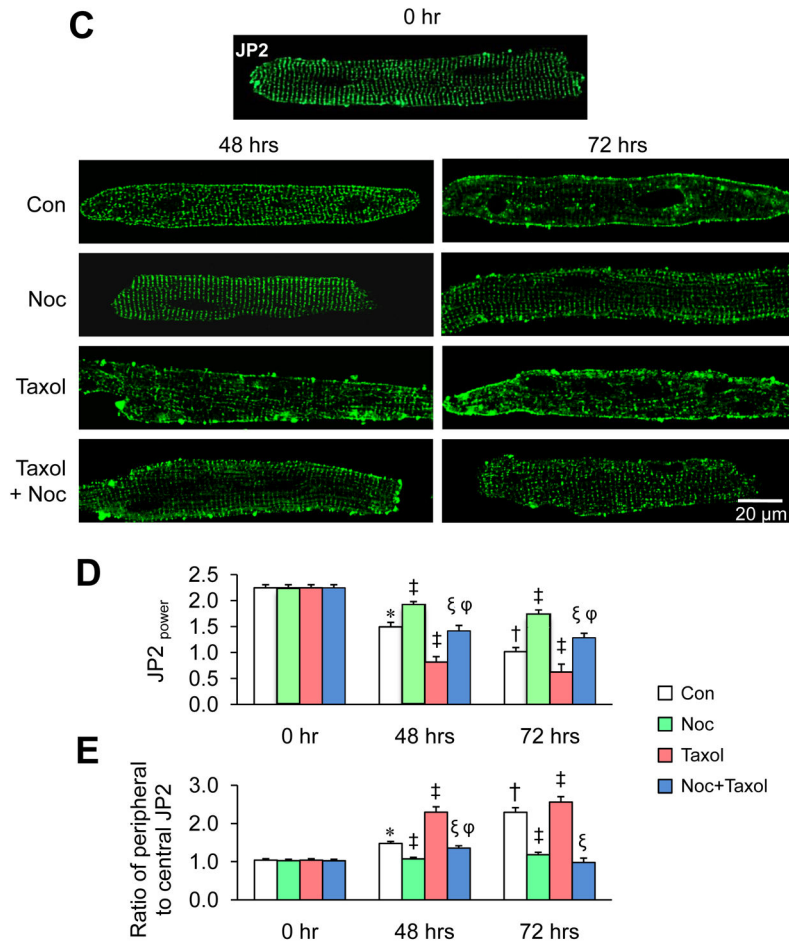 C
0 hr
JP2
48 hrs
72 hrs
Con
Noc
Taxol
Taxol
+ Noc
20 µm
D
JP2 power
2.5
2.0
1.5
1.0
0.5
0.0
*
‡
‡
ξ φ
†
‡
‡
ξ φ
0 hr
48 hrs
72 hrs
Con
Noc
Taxol
Noc+Taxol
E
Ratio of peripheral
to central JP2
3.0
2.0
1.0
0.0
*
‡
‡
ξ φ
†
‡
‡
ξ
0 hr
48 hrs
72 hrs